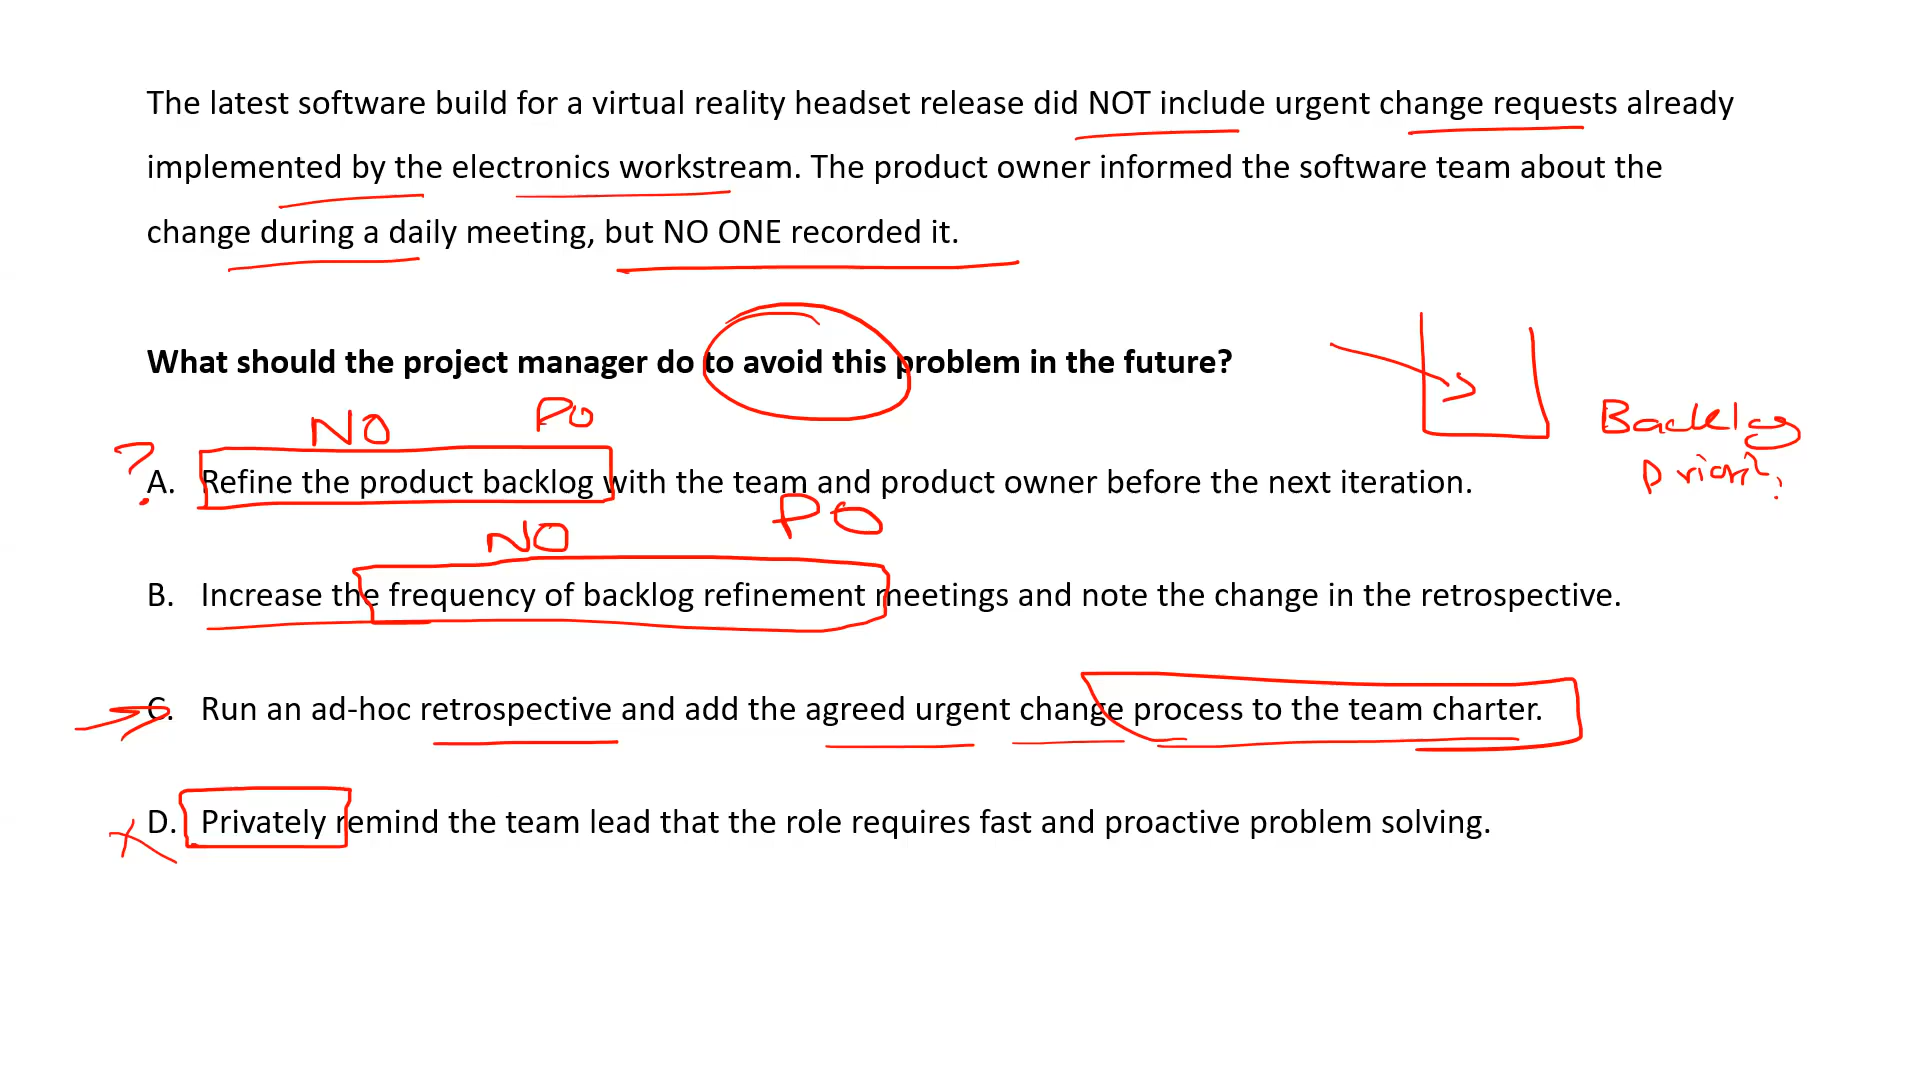 The latest software build for a virtual reality headset release did NOT include urgent change requests already
implemented by the electronics workstream. The product owner informed the software team about the
change during a daily meeting, but NO ONE recorded it.
What should the project manager do to avoid this problem in the future?
NO PO
Backlog
?
A. Refine the product backlog with the team and product owner before the next iteration.
NO PO
B. Increase the frequency of backlog refinement meetings and note the change in the retrospective.
C. Run an ad-hoc retrospective and add the agreed urgent change process to the team charter.
D. Privately remind the team lead that the role requires fast and proactive problem solving.